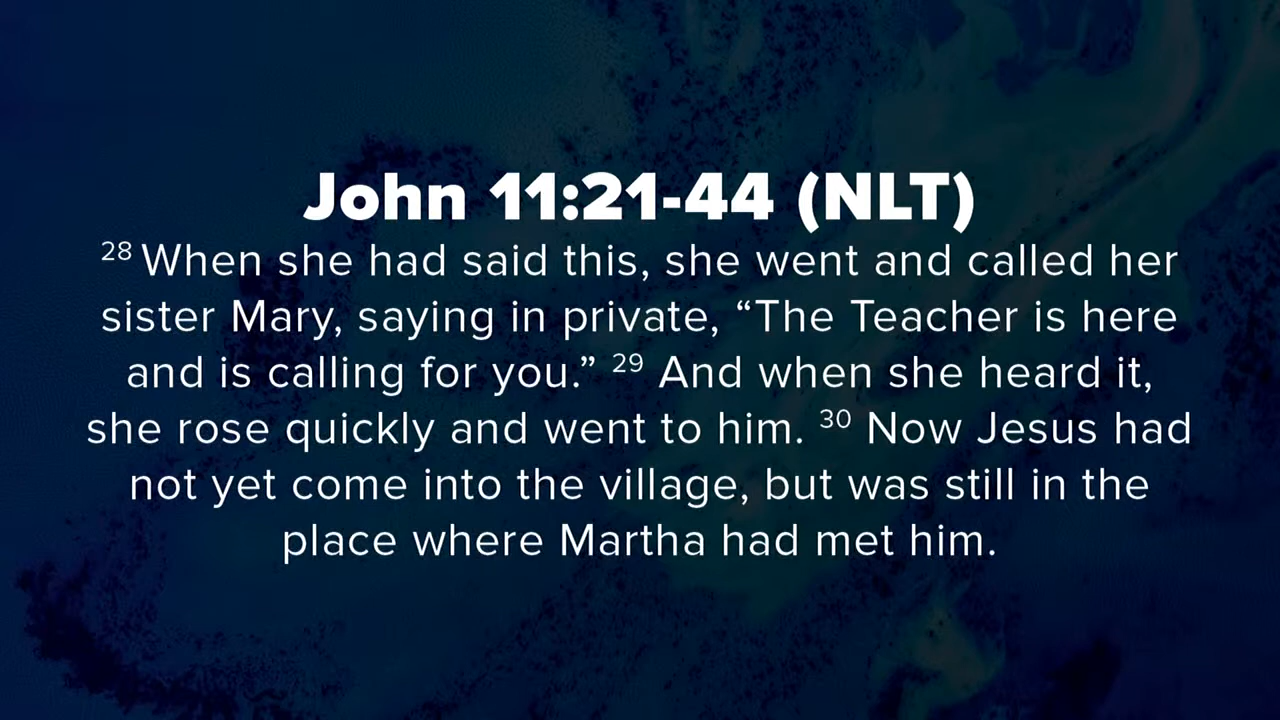 John 11:21-44 (NLT)
28 When she had said this, she went and called her
sister Mary, saying in private, “The Teacher is here
and is calling for you.” 29 And when she heard it,
she rose quickly and went to him. 30 Now Jesus had
not yet come into the village, but was still in the
place where Martha had met him.